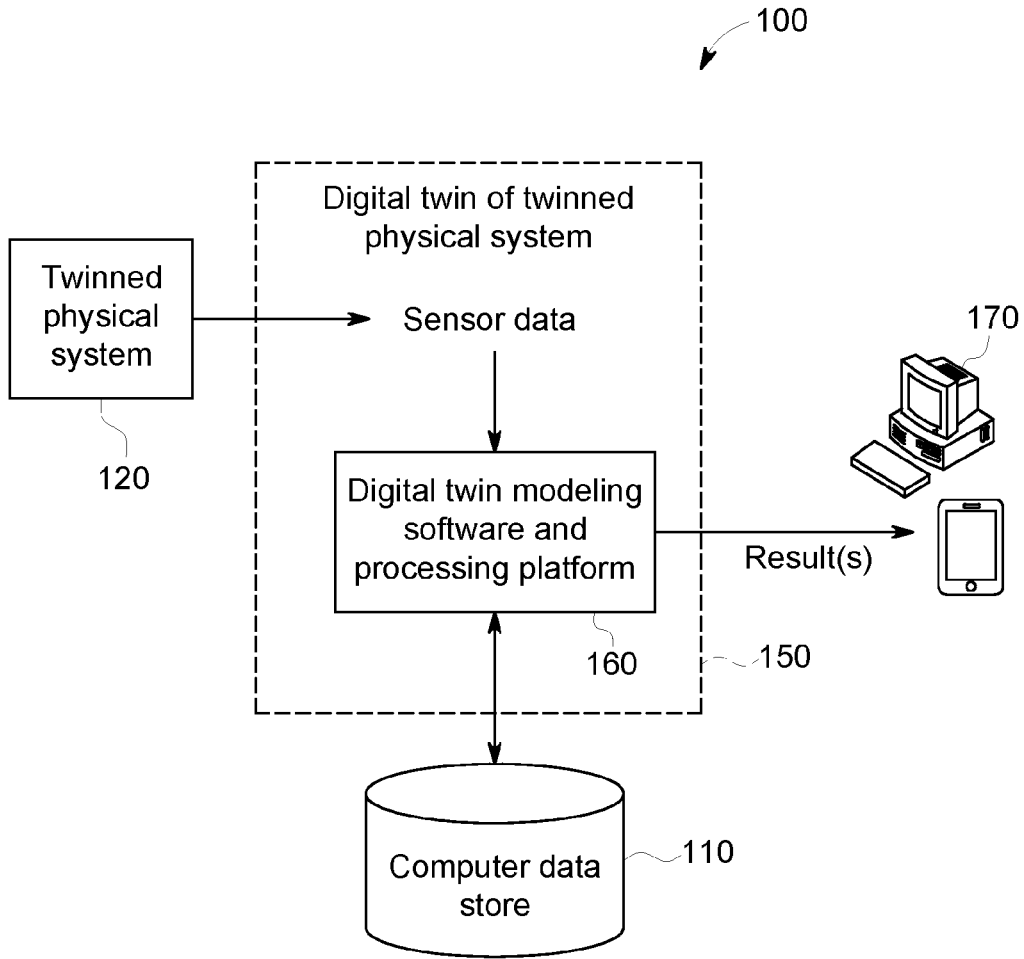 100
Digital twin of twinned
physical system
Twinned
physical
system
Sensor data
170
120
Digital twin modeling
software and
processing platform
Result(s)
160
150
Computer data
store
110